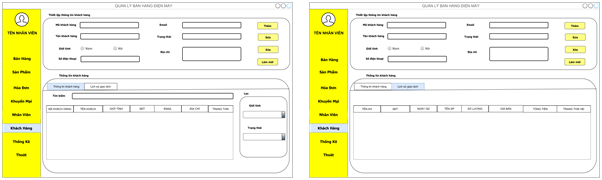 QUẢN LÝ BÁN HÀNG ĐIỆN MÁY
TÊN NHÂN VIÊN
Bán Hàng
Sản Phẩm
Hóa Đơn
Khuyến Mại
Nhân Viên
Khách Hàng
Thống Kê
Thoát
Thiết lập thông tin khách hàng
Mã khách hàng
Email
Thêm
Tên khách hàng
Trạng thái
Sửa
Giới tính
Nam
Nữ
Địa chỉ
Xóa
Số điện thoại
Làm mới
Thông tin khách hàng
Thông tin khách hàng
Lịch sử giao dịch
Tìm kiếm
Lọc
MÃ KHÁCH HÀNG
TÊN KHÁCH
GIỚI TÍNH
SĐT
EMAIL
ĐỊA CHỈ
TRẠNG THÁI
Giới tính
Trạng thái
QUẢN LÝ BÁN HÀNG ĐIỆN MÁY
TÊN NHÂN VIÊN
Bán Hàng
Sản Phẩm
Hóa Đơn
Khuyến Mại
Nhân Viên
Khách Hàng
Thống Kê
Thoát
Thiết lập thông tin khách hàng
Mã khách hàng
Email
Thêm
Tên khách hàng
Trạng thái
Sửa
Giới tính
Nam
Nữ
Địa chỉ
Xóa
Số điện thoại
Làm mới
Thông tin khách hàng
Thông tin khách hàng
Lịch sử giao dịch
TÊN KH
SĐT
NGÀY GD
TÊN SP
SỐ LƯỢNG
GIÁ BÁN
TỔNG TIỀN